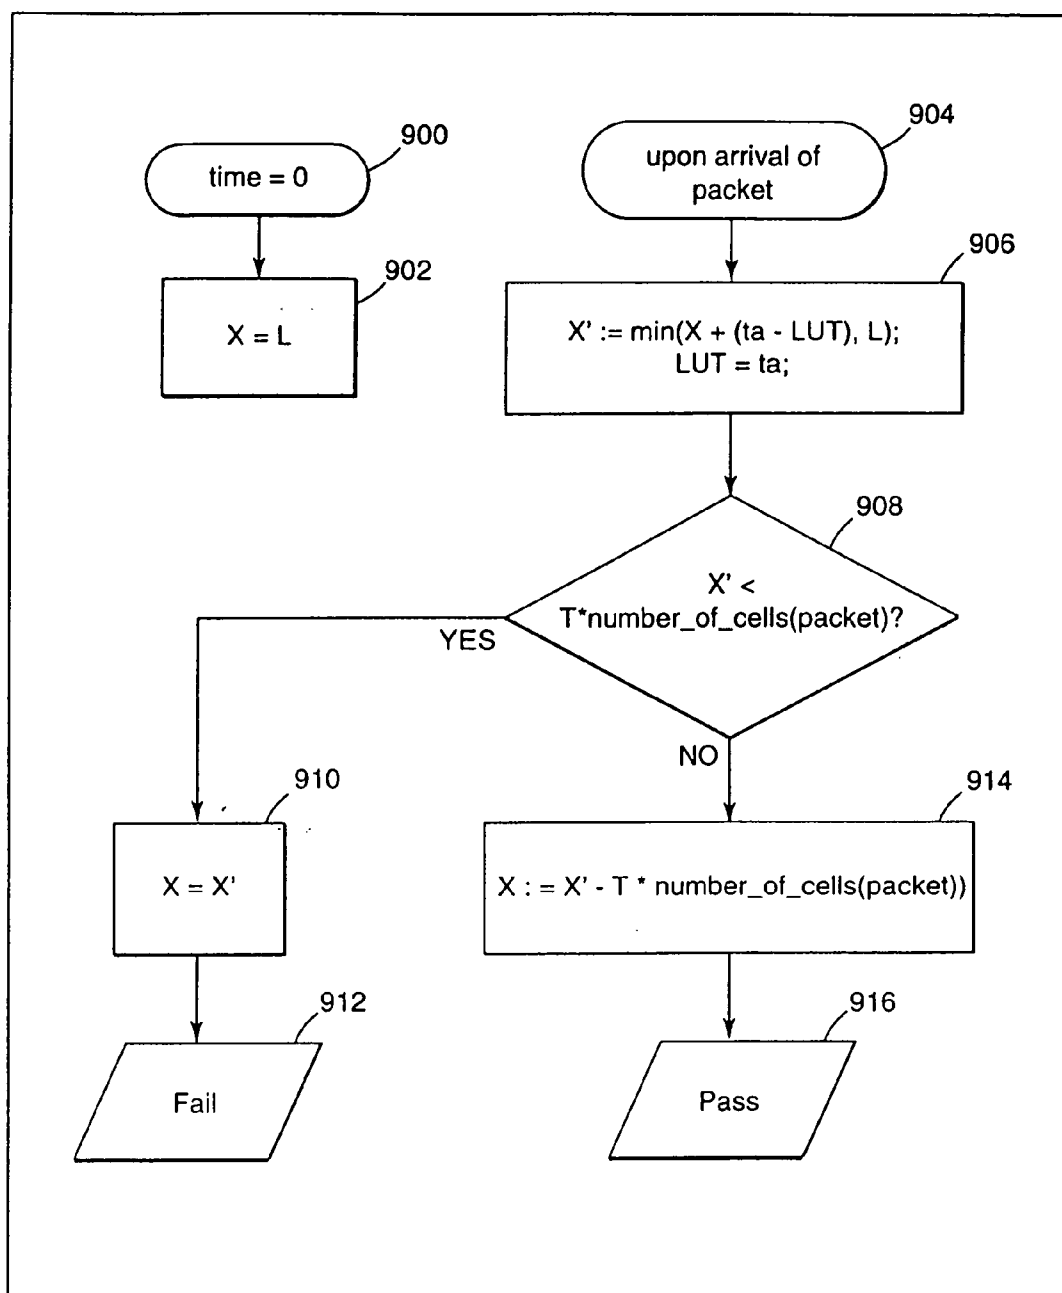 900
time = 0
902
X = L
904
upon arrival of
packet
906
X' := min(X + (ta - LUT), L);
LUT = ta;
908
X' <
T*number_of_cells(packet)?
YES
NO
910
X = X'
912
Fail
914
X : = X' - T * number_of_cells(packet))
916
Pass